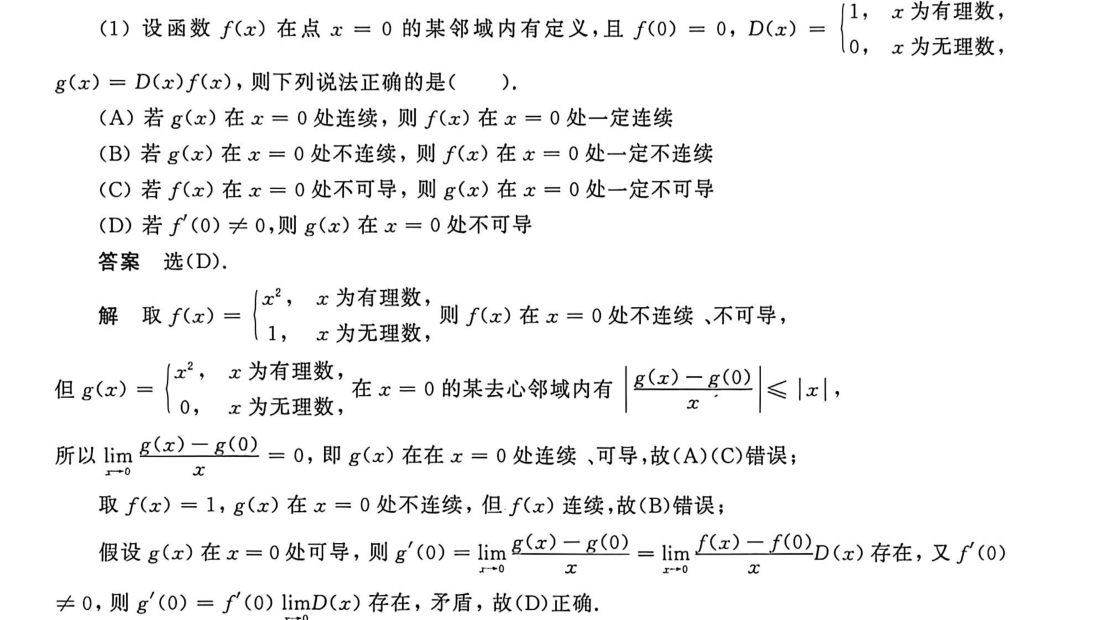 (1) 设函数 f(x) 在点 x = 0 的某邻域内有定义,且 f(0) = 0, D(x) = {1, x 为有理数,
0, x 为无理数,
g(x) = D(x)f(x), 则下列说法正确的是( ).
(A) 若 g(x) 在 x = 0 处连续, 则 f(x) 在 x = 0 处一定连续
(B) 若 g(x) 在 x = 0 处不连续, 则 f(x) 在 x = 0 处一定不连续
(C) 若 f(x) 在 x = 0 处不可导, 则 g(x) 在 x = 0 处一定不可导
(D) 若 f′(0) ≠ 0,则 g(x) 在 x = 0 处不可导
答案 选(D).
解 取 f(x) = {x², x 为有理数, 1, x 为无理数, 则 f(x) 在 x = 0 处不连续、不可导,
但 g(x) = {x², x 为有理数, 0, x 为无理数, 在 x = 0 的某去心邻域内有 |(g(x) − g(0))/x| ≤ |x|,
所以 lim_{x→0} (g(x) − g(0))/x = 0, 即 g(x) 在在 x = 0 处连续、可导,故(A)(C)错误;
取 f(x) = 1, g(x) 在 x = 0 处不连续, 但 f(x) 连续,故(B)错误;
假设 g(x) 在 x = 0 处可导, 则 g′(0) = lim_{x→0} (g(x) − g(0))/x = lim_{x→0} (f(x) − f(0))/x D(x) 存在, 又 f′(0)
≠ 0, 则 g′(0) = f′(0) lim_{x→0} D(x) 存在, 矛盾, 故(D)正确.